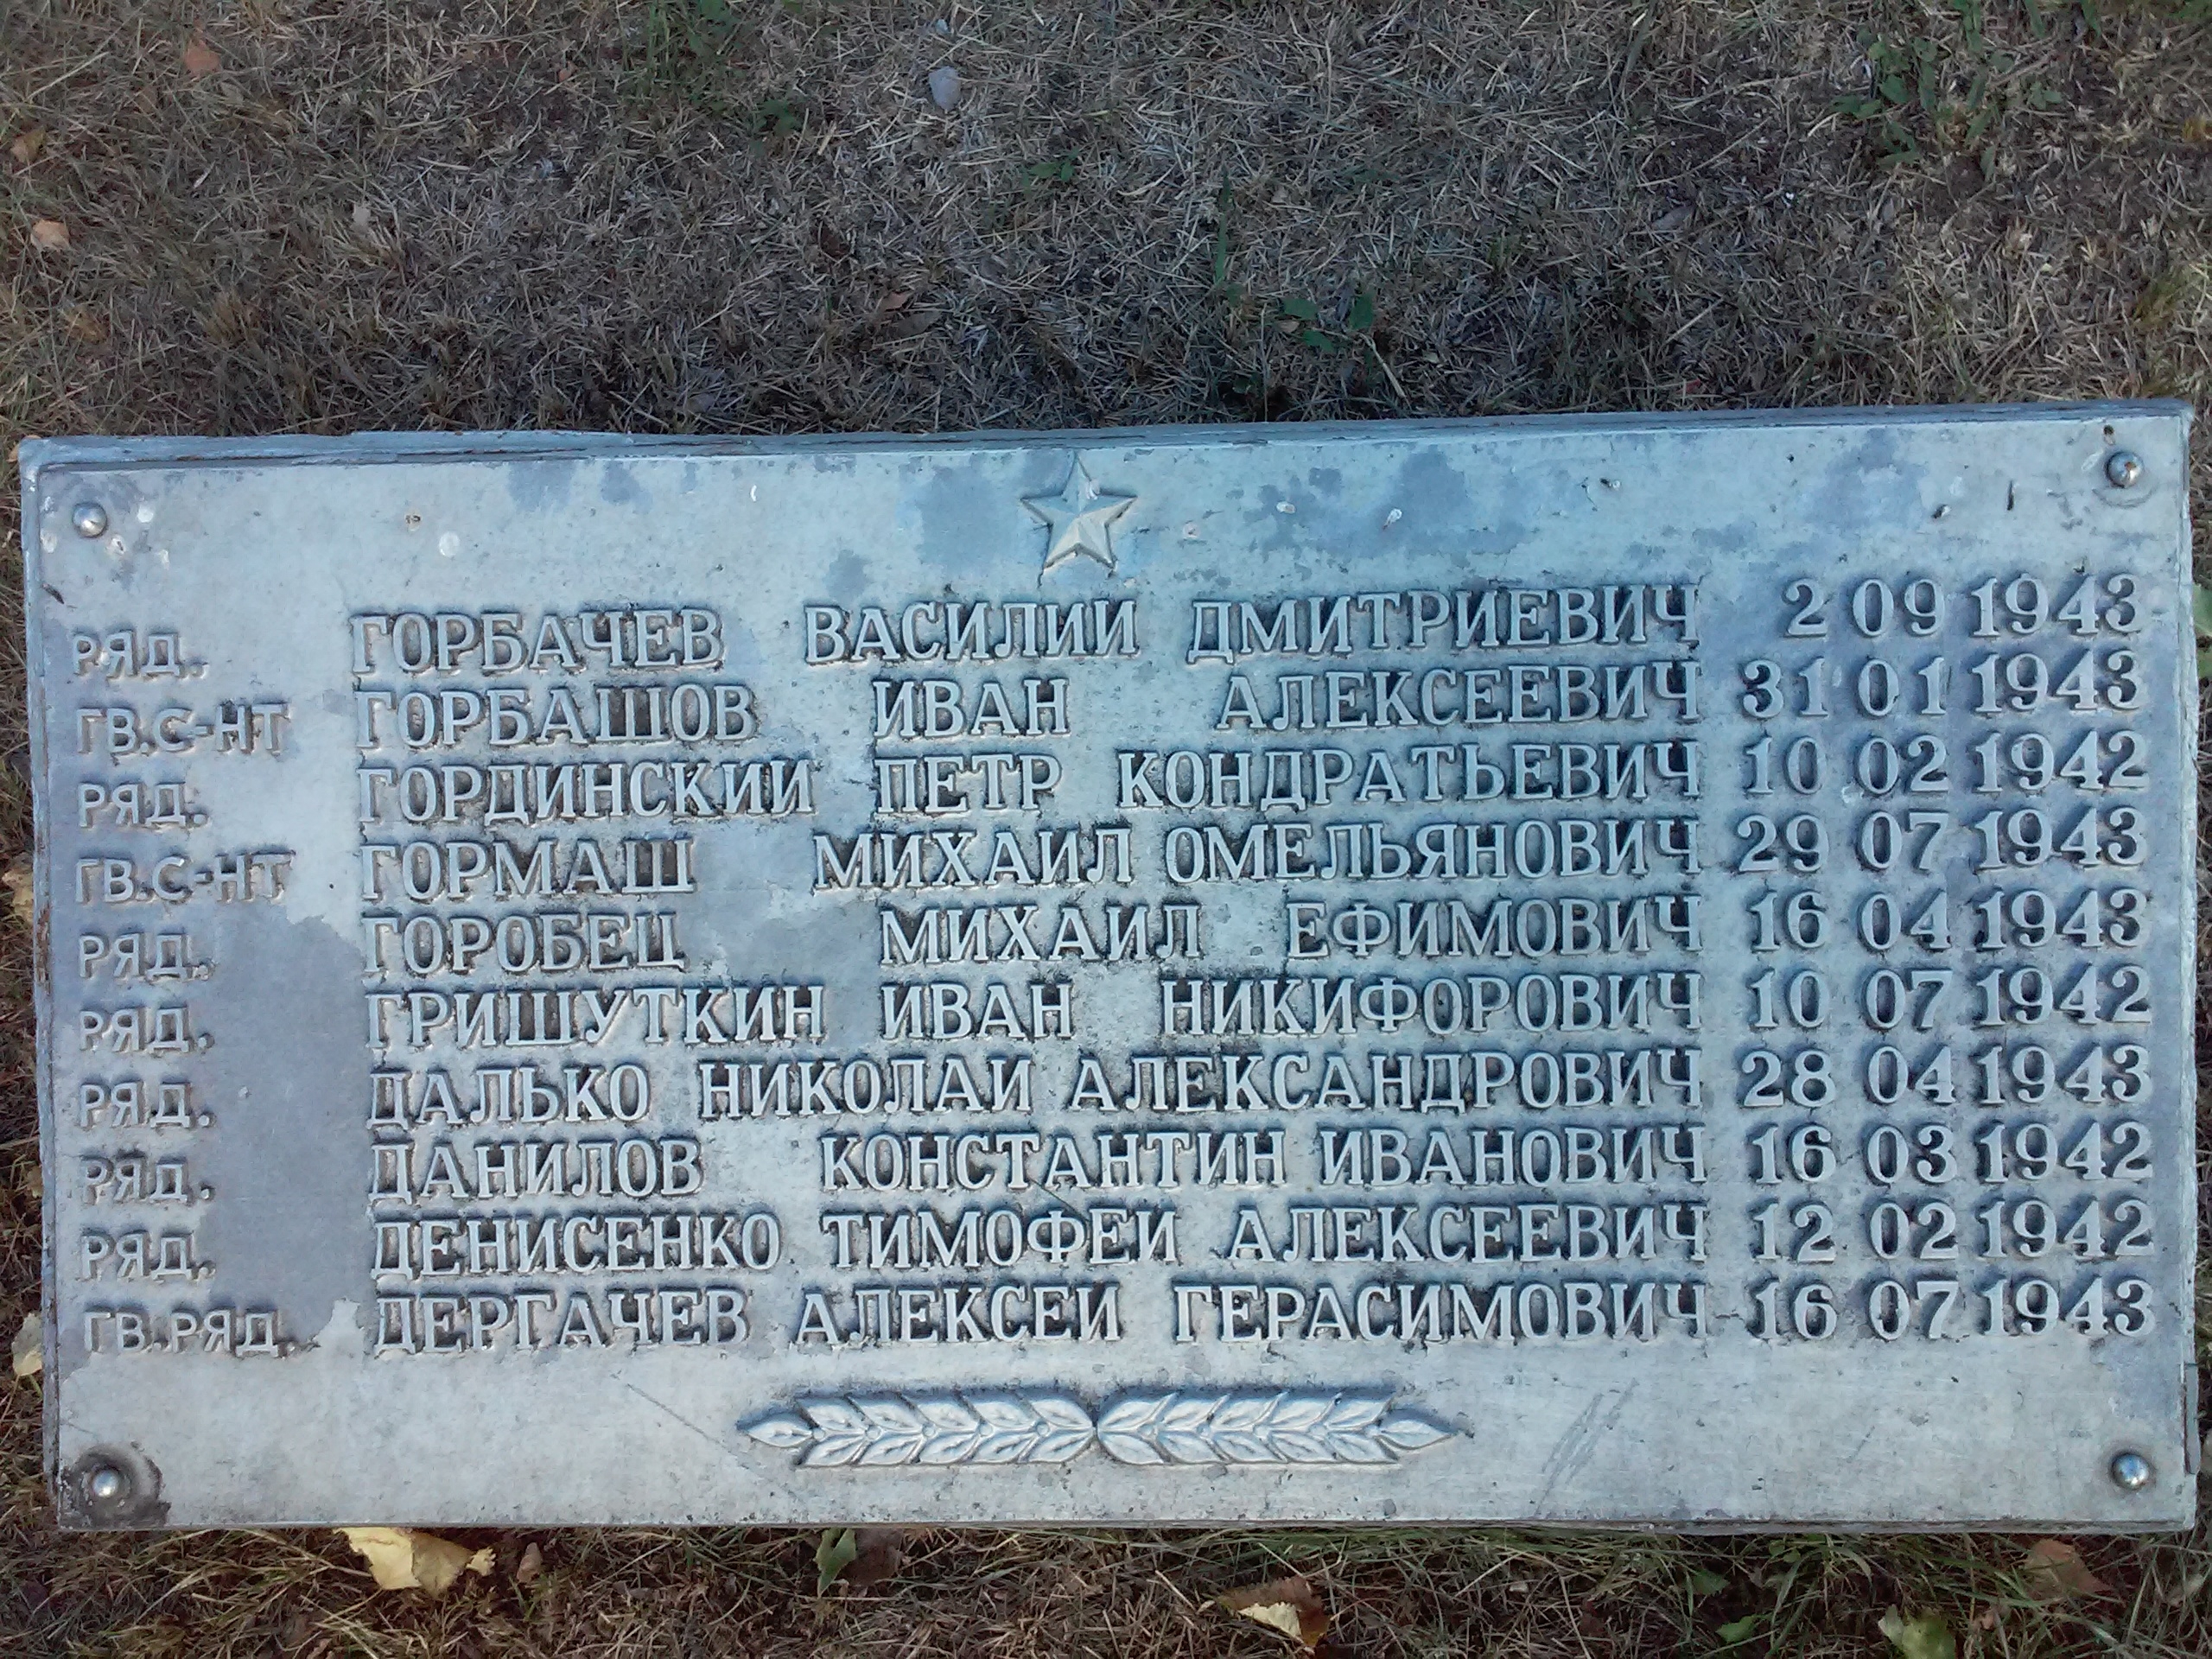 РЯД. ГОРБАЧЕВ ВАСИЛИИ ДМИТРИЕВИЧ 2 09 1943
ГВ.С-НТ ГОРБАШОВ ИВАН АЛЕКСЕЕВИЧ 31 01 1943
РЯД. ГОРДИНСКИИ ПЕТР КОНДРАТЬЕВИЧ 10 02 1942
ГВ.С-НТ ГОРМАШ МИХАИЛ ОМЕЛЬЯНОВИЧ 29 07 1943
РЯД. ГОРОБЕЦ МИХАИЛ ЕФИМОВИЧ 16 04 1943
РЯД. ГРИШУТКИН ИВАН НИКИФОРОВИЧ 10 07 1942
РЯД. ДАЛЬКО НИКОЛАИ АЛЕКСАНДРОВИЧ 28 04 1943
РЯД. ДАНИЛОВ КОНСТАНТИН ИВАНОВИЧ 16 03 1942
РЯД. ДЕНИСЕНКО ТИМОФЕИ АЛЕКСЕЕВИЧ 12 02 1942
ГВ.РЯД. ДЕРГАЧЕВ АЛЕКСЕИ ГЕРАСИМОВИЧ 16 07 1943